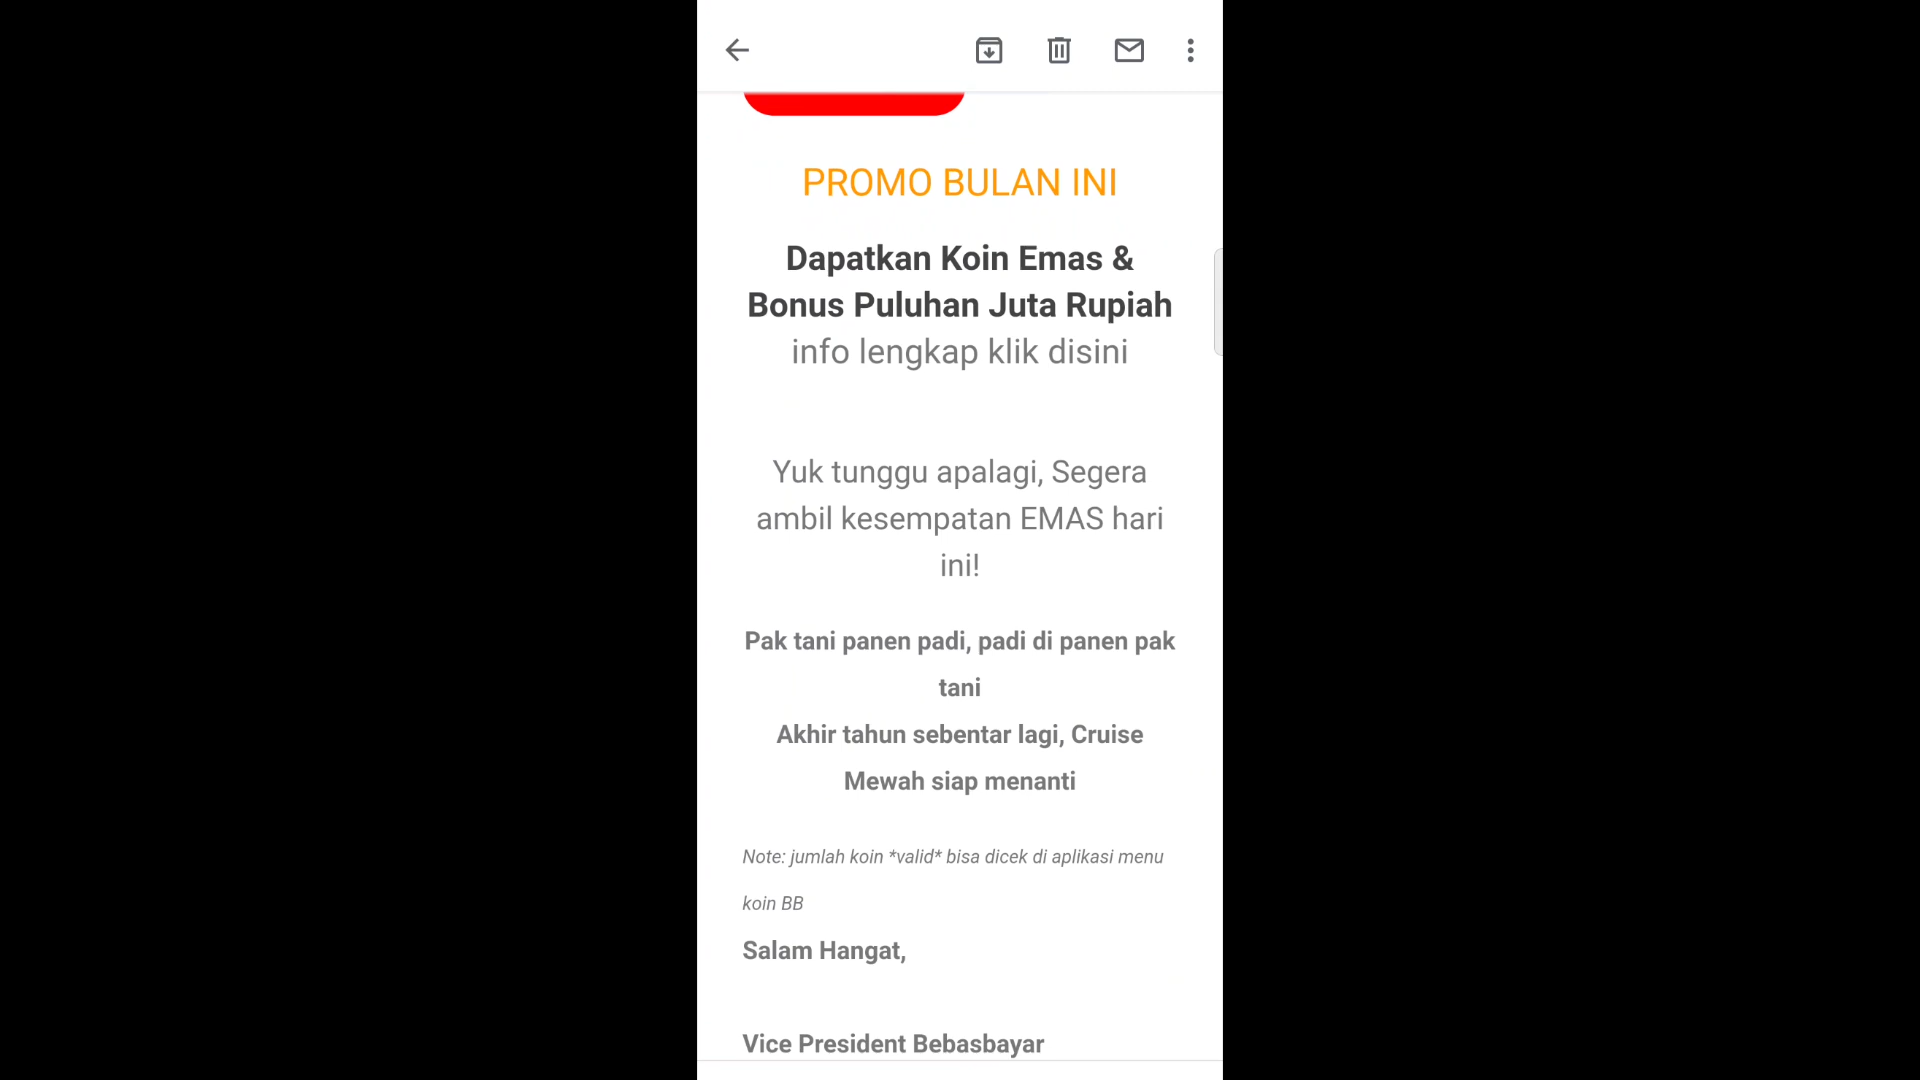 PROMO BULAN INI
Dapatkan Koin Emas &
Bonus Puluhan Juta Rupiah
info lengkap klik disini
Yuk tunggu apalagi, Segera
ambil kesempatan EMAS hari
ini!
Pak tani panen padi, padi di panen pak
tani
Akhir tahun sebentar lagi, Cruise
Mewah siap menanti
Note: jumlah koin *valid* bisa dicek di aplikasi menu
koin BB
Salam Hangat,
Vice President Bebasbayar